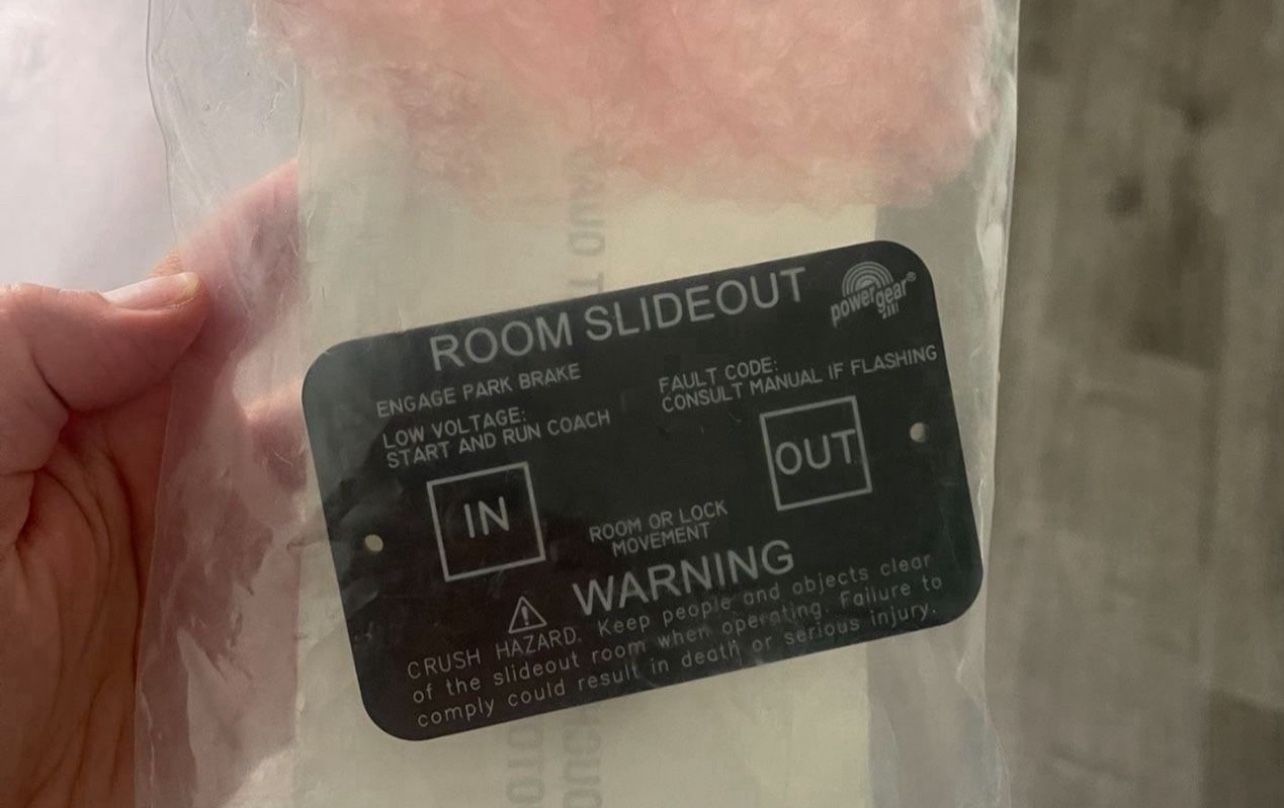 ROOM SLIDEOUT
powergear®
ENGAGE PARK BRAKE
LOW VOLTAGE:
START AND RUN COACH
FAULT CODE:
CONSULT MANUAL IF FLASHING
IN
OUT
ROOM OR LOCK
MOVEMENT
WARNING
CRUSH HAZARD. Keep people and objects clear
of the slideout room when operating. Failure to
comply could result in death or serious injury.